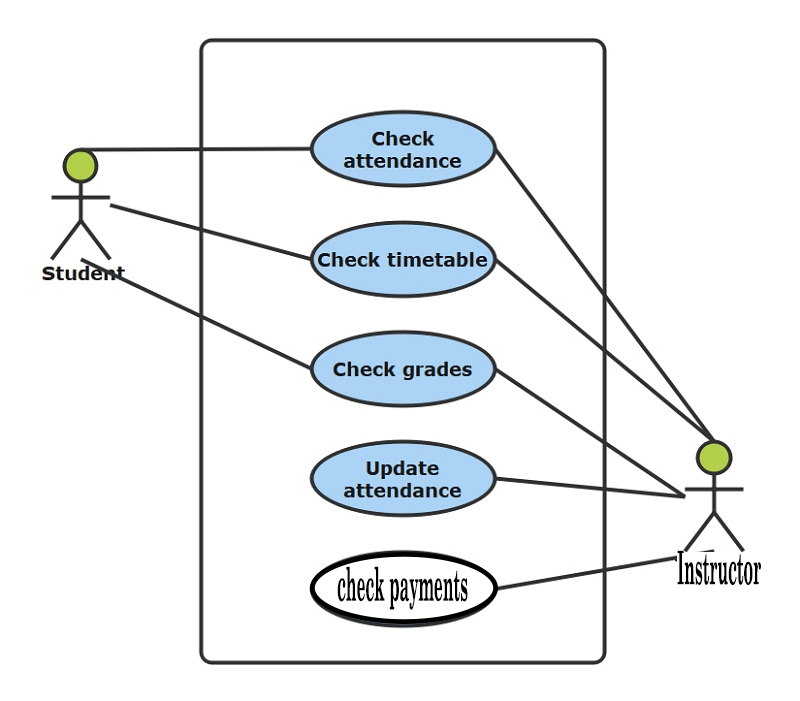 Check
attendance
Check timetable
Student
Check grades
Update
attendance
check payments
Instructor